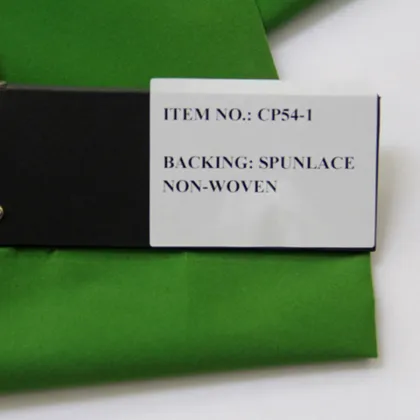 ITEM NO.: CP54-1
BACKING: SPUNLACE
NON-WOVEN